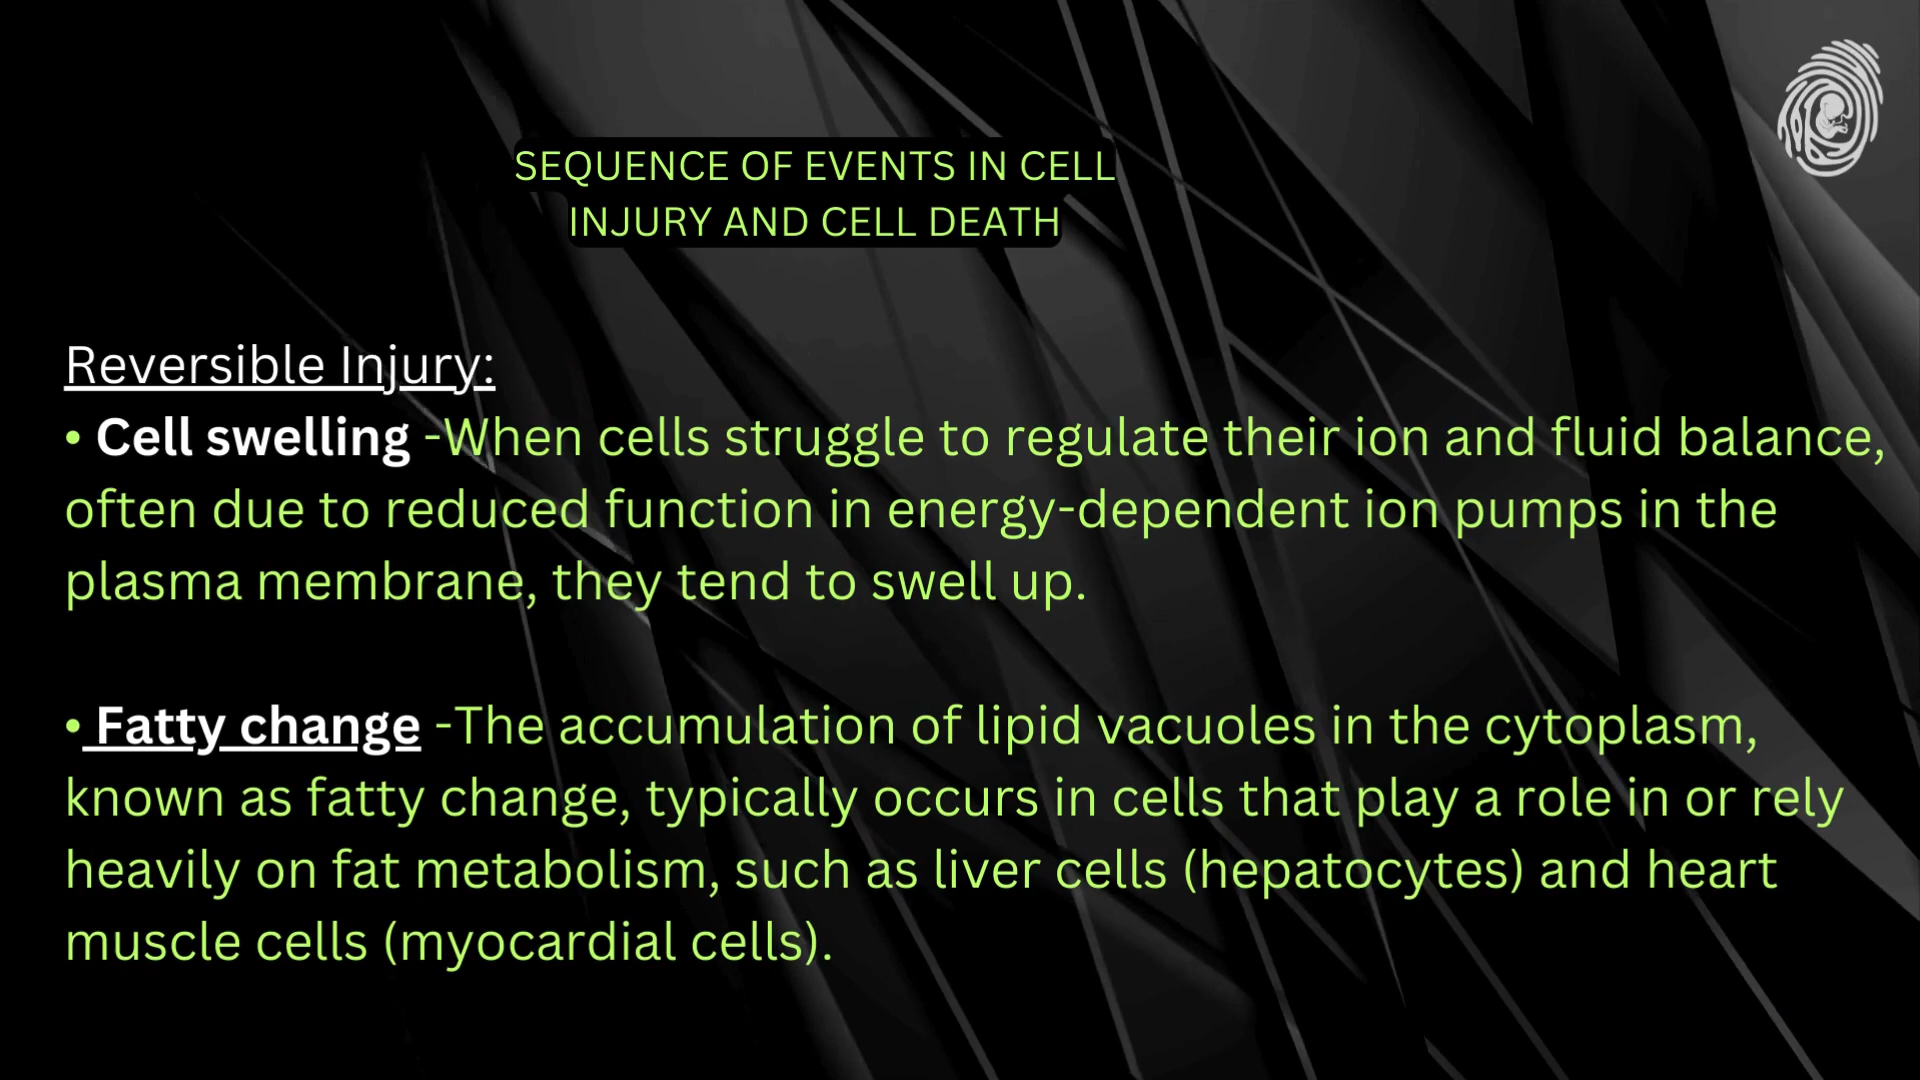 SEQUENCE OF EVENTS IN CELL
INJURY AND CELL DEATH
Reversible Injury:
• Cell swelling -When cells struggle to regulate their ion and fluid balance,
often due to reduced function in energy-dependent ion pumps in the
plasma membrane, they tend to swell up.
• Fatty change -The accumulation of lipid vacuoles in the cytoplasm,
known as fatty change, typically occurs in cells that play a role in or rely
heavily on fat metabolism, such as liver cells (hepatocytes) and heart
muscle cells (myocardial cells).